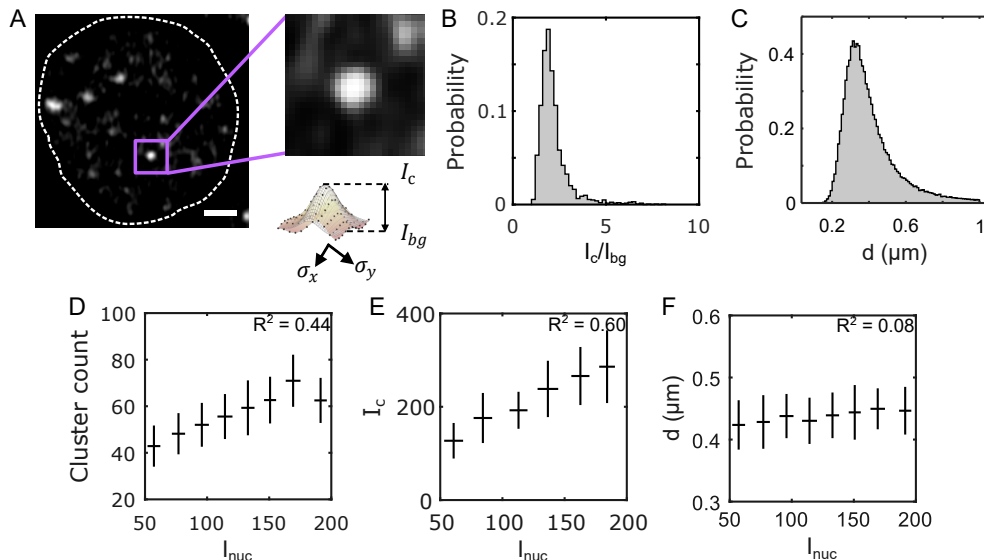 A
I_c
I_bg
σ_x
σ_y
B
Probability
0.2
0.1
0
0
5
10
I_c/I_bg
C
Probability
0.4
0.2
0
0.2
0.6
1
d (μm)
D
R² = 0.44
Cluster count
100
80
60
40
20
50
100
150
200
I_nuc
E
R² = 0.60
I_c
400
200
0
50
100
150
200
I_nuc
F
R² = 0.08
d (μm)
0.6
0.5
0.4
0.3
50
100
150
200
I_nuc